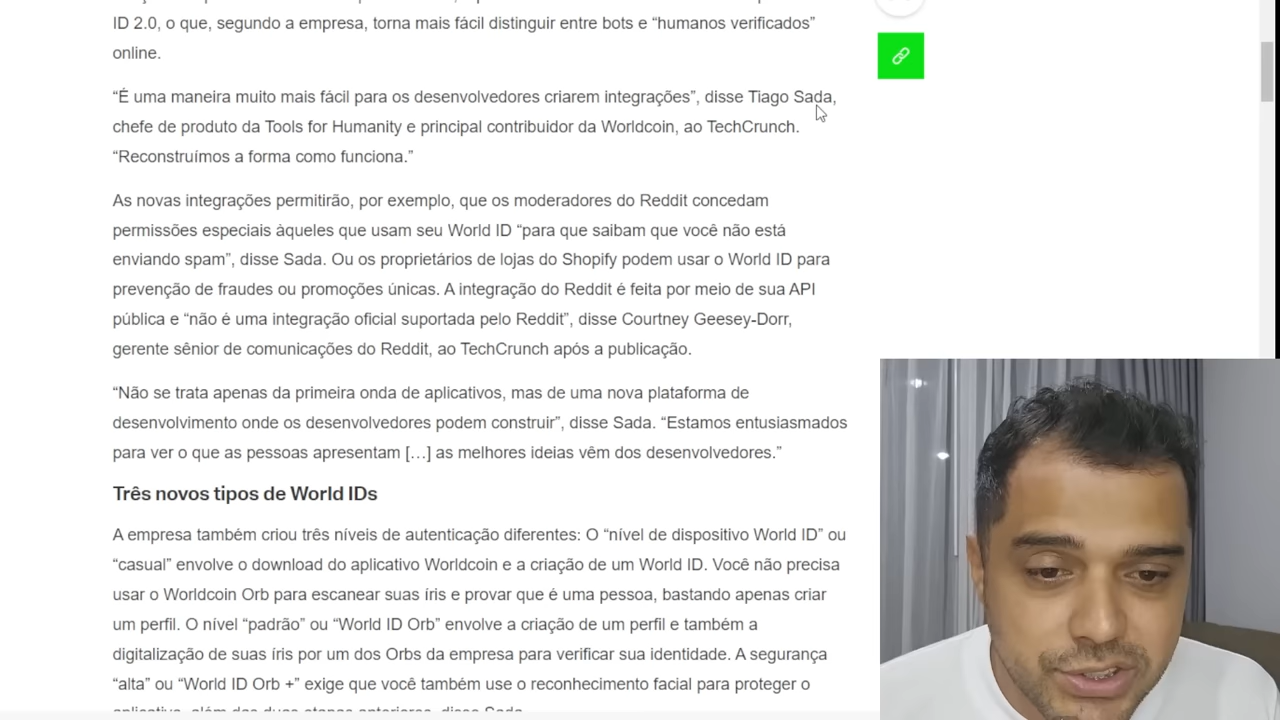 ID 2.0, o que, segundo a empresa, torna mais fácil distinguir entre bots e “humanos verificados”
online.
“É uma maneira muito mais fácil para os desenvolvedores criarem integrações”, disse Tiago Sada,
chefe de produto da Tools for Humanity e principal contribuidor da Worldcoin, ao TechCrunch.
“Reconstruímos a forma como funciona.”
As novas integrações permitirão, por exemplo, que os moderadores do Reddit concedam
permissões especiais àqueles que usam seu World ID “para que saibam que você não está
enviando spam”, disse Sada. Ou os proprietários de lojas do Shopify podem usar o World ID para
prevenção de fraudes ou promoções únicas. A integração do Reddit é feita por meio de sua API
pública e “não é uma integração oficial suportada pelo Reddit”, disse Courtney Geesey-Dorr,
gerente sênior de comunicações do Reddit, ao TechCrunch após a publicação.
“Não se trata apenas da primeira onda de aplicativos, mas de uma nova plataforma de
desenvolvimento onde os desenvolvedores podem construir”, disse Sada. “Estamos entusiasmados
para ver o que as pessoas apresentam […] as melhores ideias vêm dos desenvolvedores.”
Três novos tipos de World IDs
A empresa também criou três níveis de autenticação diferentes: O “nível de dispositivo World ID” ou
“casual” envolve o download do aplicativo Worldcoin e a criação de um World ID. Você não precisa
usar o Worldcoin Orb para escanear suas íris e provar que é uma pessoa, bastando apenas criar
um perfil. O nível “padrão” ou “World ID Orb” envolve a criação de um perfil e também a
digitalização de suas íris por um dos Orbs da empresa para verificar sua identidade. A segurança
“alta” ou “World ID Orb +” exige que você também use o reconhecimento facial para proteger o
aplicativo, além das duas etapas anteriores, disse Sada.